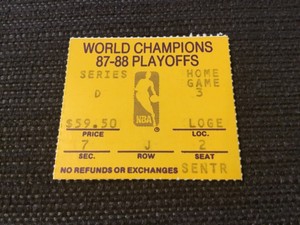 WORLD CHAMPIONS
87-88 PLAYOFFS
SERIES HOME
GAME
D 3
NBA
$59.50 LOGE
PRICE LOC.
7 J 2
SEC. ROW SEAT
NO REFUNDS OR EXCHANGES SENTR